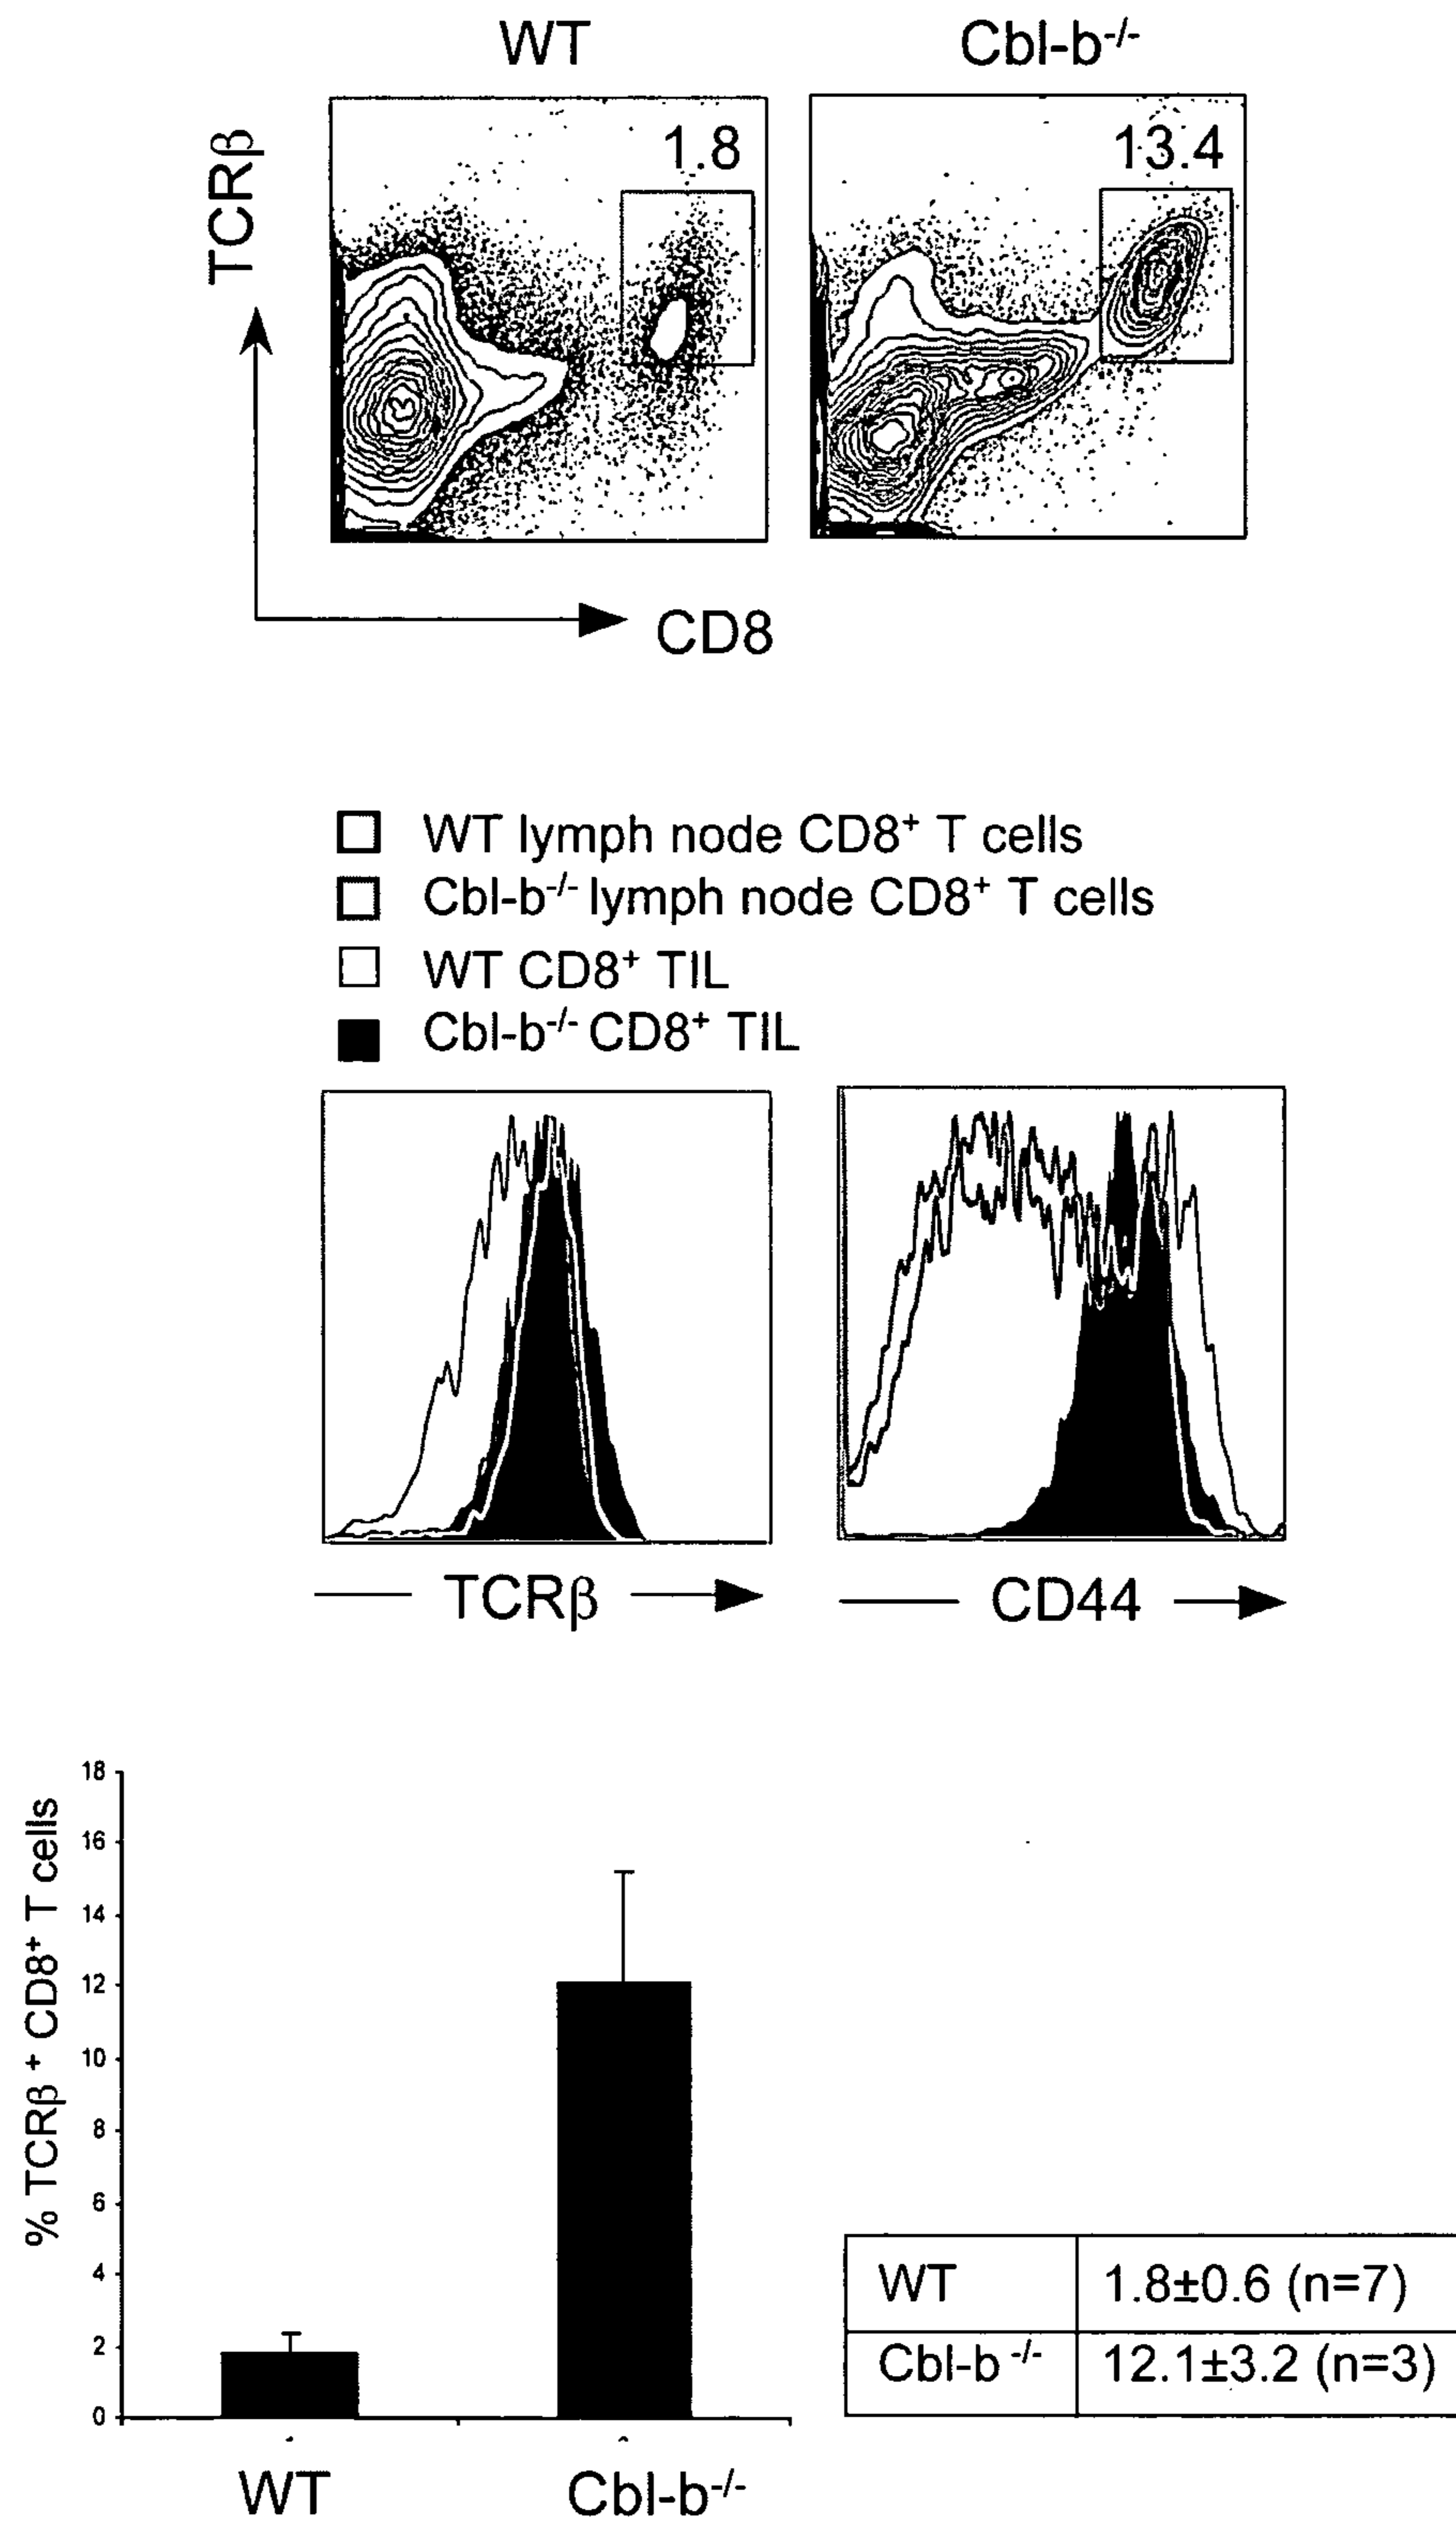 WT
Cbl-b-/-
TCRβ
1.8
13.4
CD8
WT lymph node CD8+ T cells
Cbl-b-/- lymph node CD8+ T cells
WT CD8+ TIL
Cbl-b-/- CD8+ TIL
TCRβ
CD44
% TCRβ + CD8+ T cells
18
16
14
12
10
8
6
4
2
0
WT
Cbl-b-/-
WT 1.8±0.6 (n=7)
Cbl-b -/- 12.1±3.2 (n=3)